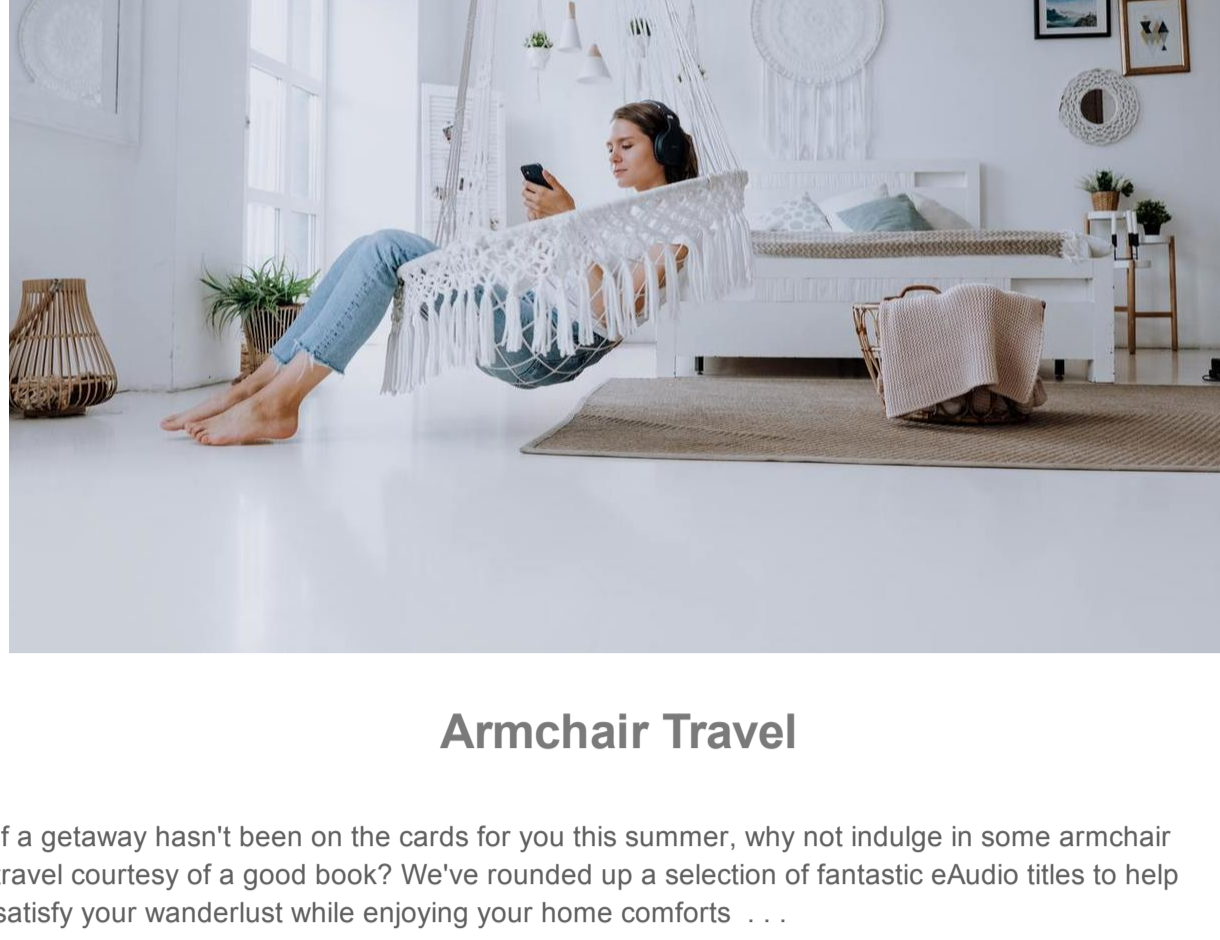 Armchair Travel
f a getaway hasn't been on the cards for you this summer, why not indulge in some armchair
travel courtesy of a good book? We've rounded up a selection of fantastic eAudio titles to help
satisfy your wanderlust while enjoying your home comforts . . .